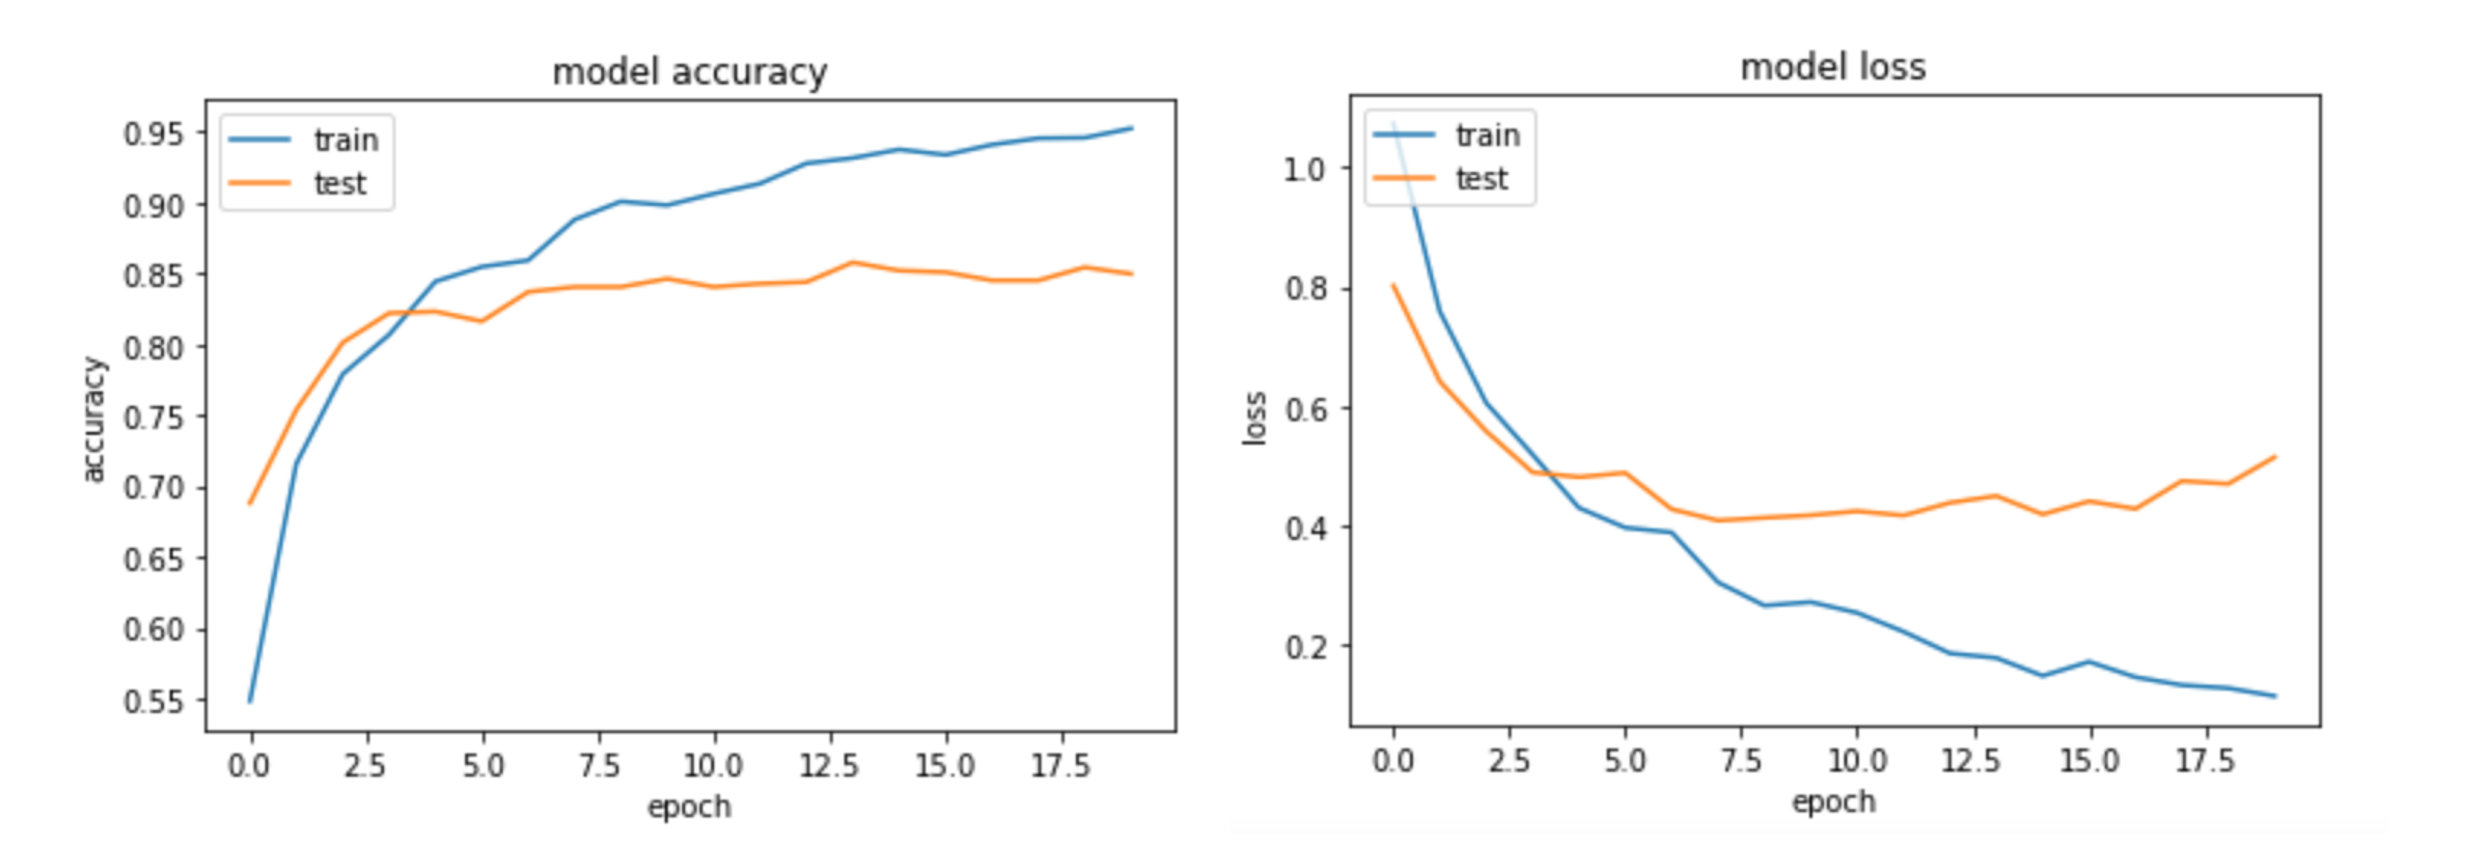 model accuracy
train
test
0.95
0.90
0.85
0.80
0.75
0.70
0.65
0.60
0.55
accuracy
0.0 2.5 5.0 7.5 10.0 12.5 15.0 17.5
epoch
model loss
train
test
1.0
0.8
0.6
0.4
0.2
loss
0.0 2.5 5.0 7.5 10.0 12.5 15.0 17.5
epoch